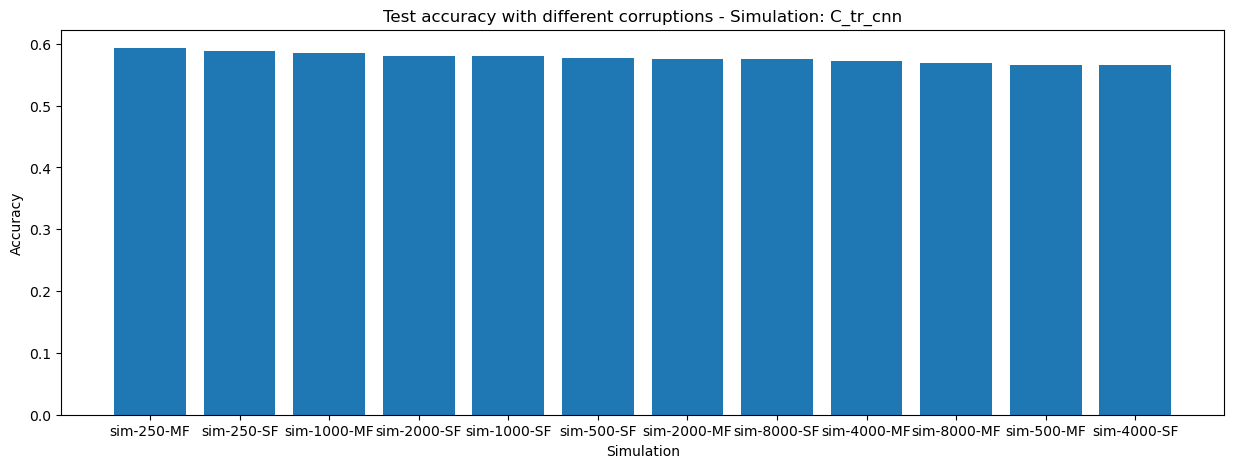 Test accuracy with different corruptions - Simulation: C_tr_cnn
Accuracy
0.6
0.5
0.4
0.3
0.2
0.1
0.0
sim-250-MF sim-250-SF sim-1000-MF sim-2000-SF sim-1000-SF sim-500-SF sim-2000-MF sim-8000-SF sim-4000-MF sim-8000-MF sim-500-MF sim-4000-SF
Simulation